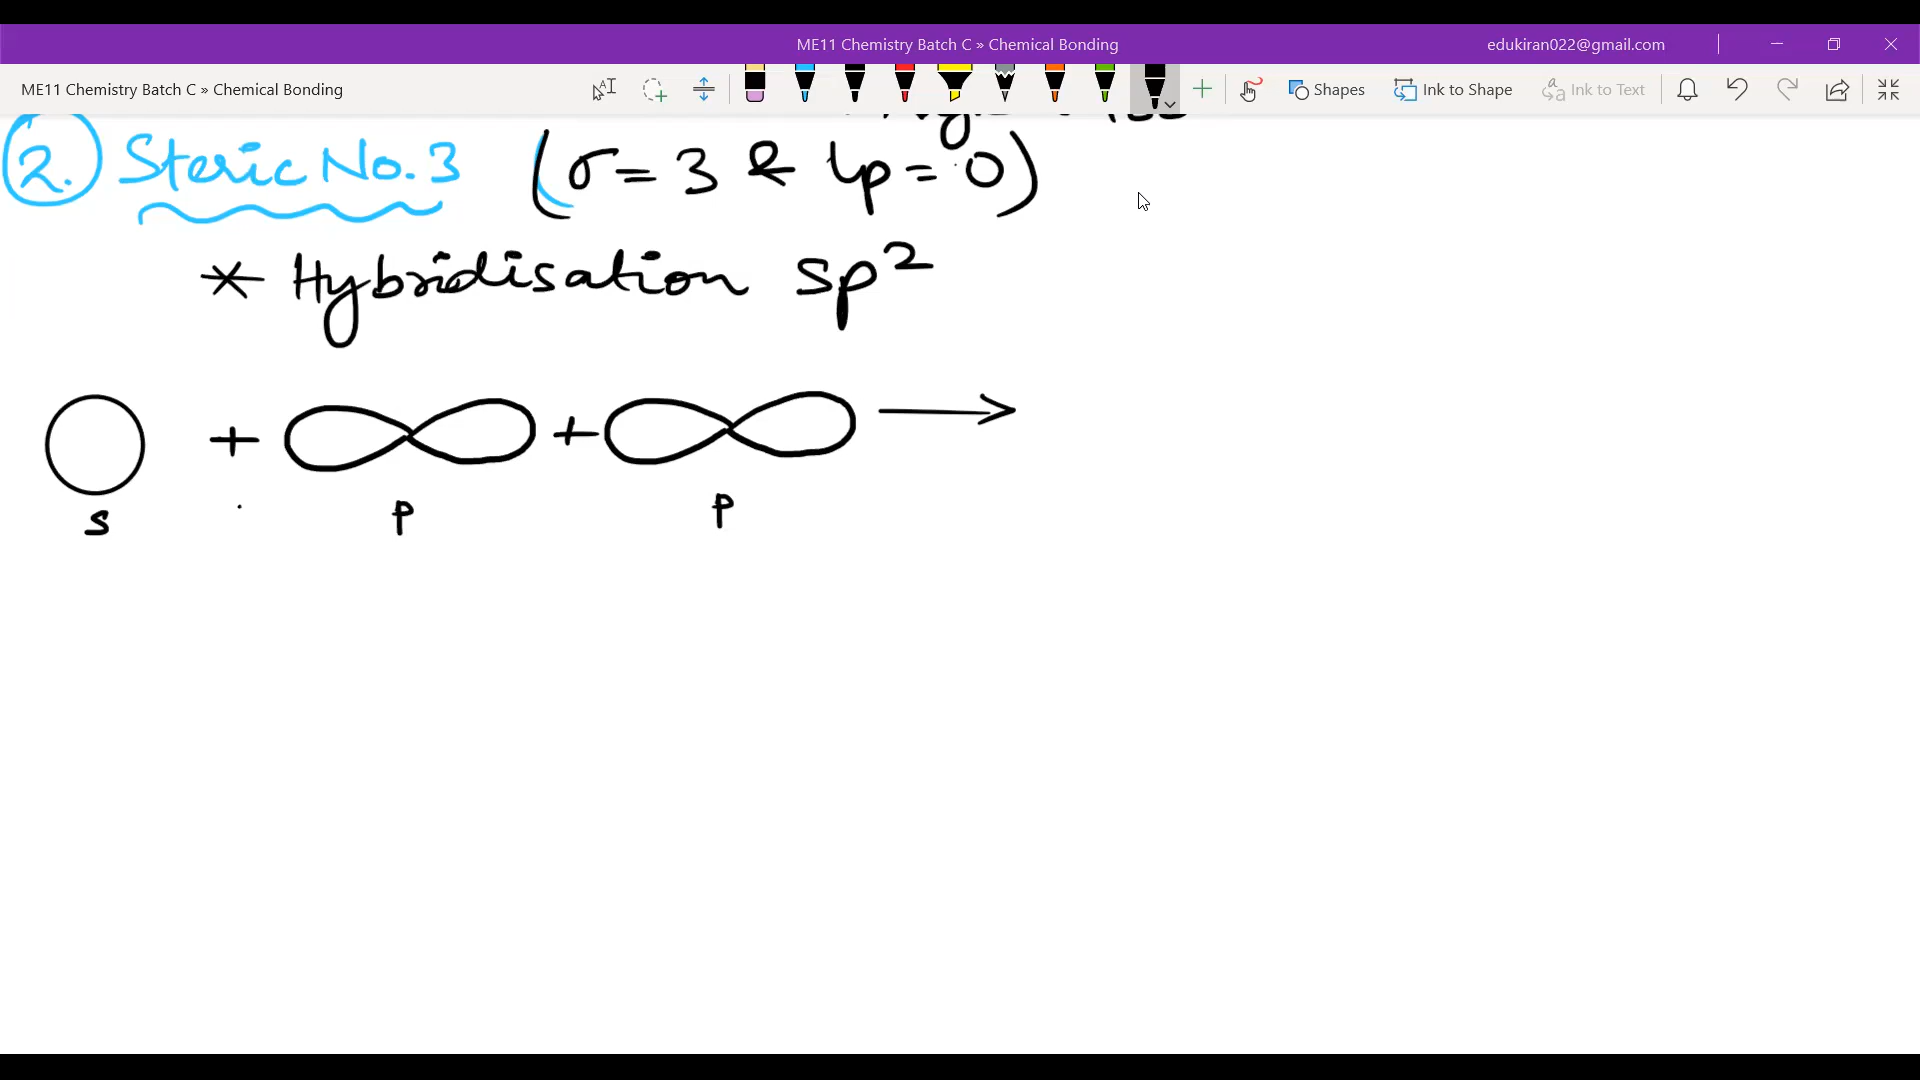 ME11 Chemistry Batch C » Chemical Bonding
edukiran022@gmail.com
ME11 Chemistry Batch C » Chemical Bonding
Shapes
Ink to Shape
Ink to Text
2. Steric No. 3 (σ = 3 & lp = 0)
* Hybridisation sp²
+ + →
s p p